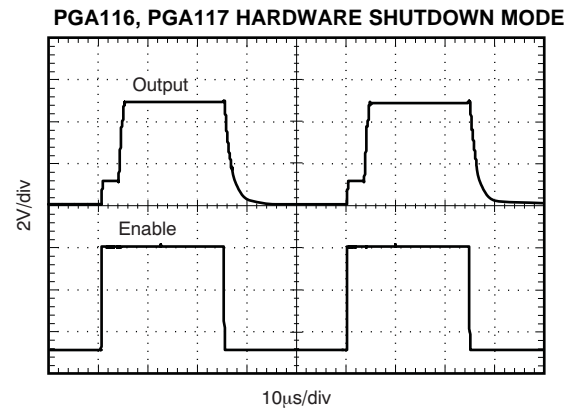 PGA116, PGA117 HARDWARE SHUTDOWN MODE
Output
2V/div
Enable
10μs/div